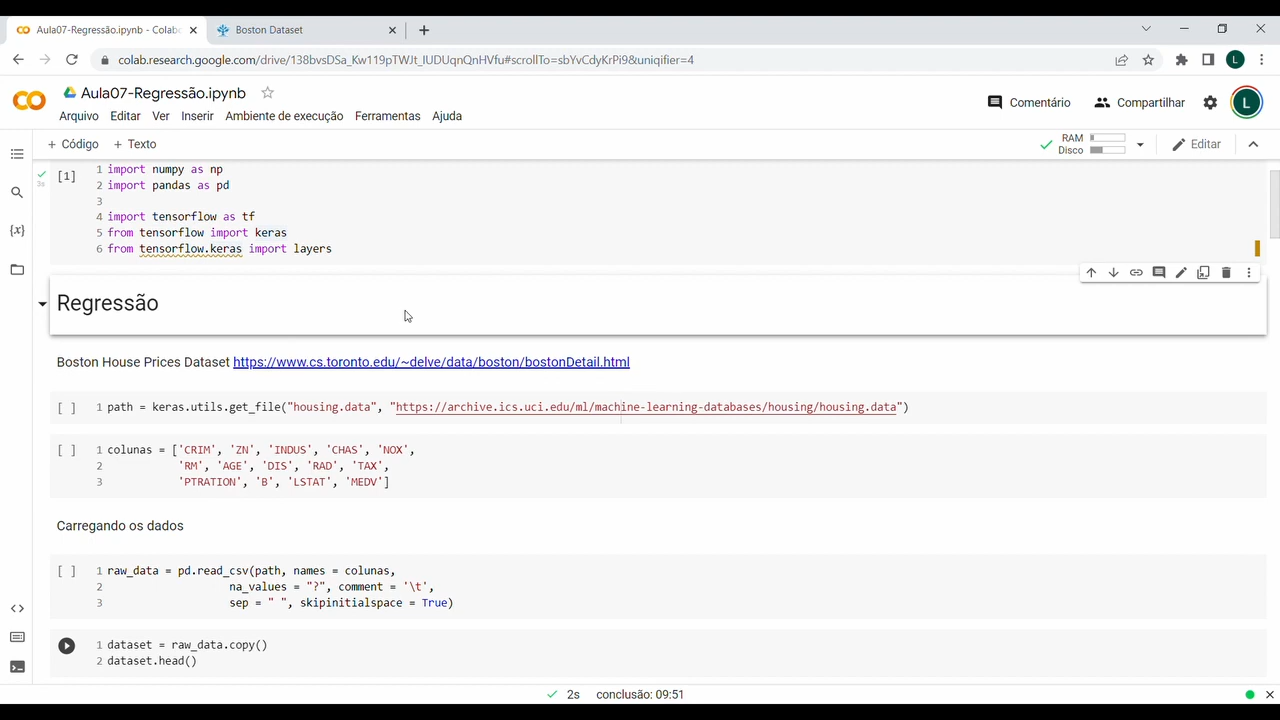 Aula07-Regressão.ipynb - Colab
Boston Dataset
colab.research.google.com/drive/138bvsDSa_Kw119pTWJt_IUDUqnQnHVfu#scrollTo=sbYvCdyKrPi9&uniqifier=4
L
Aula07-Regressão.ipynb
Arquivo Editar Ver Inserir Ambiente de execução Ferramentas Ajuda
Comentário
Compartilhar
L
+ Código + Texto
RAM
Disco
Editar
[1]
3s
1 import numpy as np
2 import pandas as pd
3
4 import tensorflow as tf
5 from tensorflow import keras
6 from tensorflow.keras import layers
Regressão
Boston House Prices Dataset https://www.cs.toronto.edu/~delve/data/boston/bostonDetail.html
[ ] 1 path = keras.utils.get_file("housing.data", "https://archive.ics.uci.edu/ml/machine-learning-databases/housing/housing.data")
[ ] 1 colunas = ['CRIM', 'ZN', 'INDUS', 'CHAS', 'NOX',
2 'RM', 'AGE', 'DIS', 'RAD', 'TAX',
3 'PTRATION', 'B', 'LSTAT', 'MEDV']
Carregando os dados
[ ] 1 raw_data = pd.read_csv(path, names = colunas,
2 na_values = "?", comment = '\t',
3 sep = " ", skipinitialspace = True)
1 dataset = raw_data.copy()
2 dataset.head()
2s conclusão: 09:51